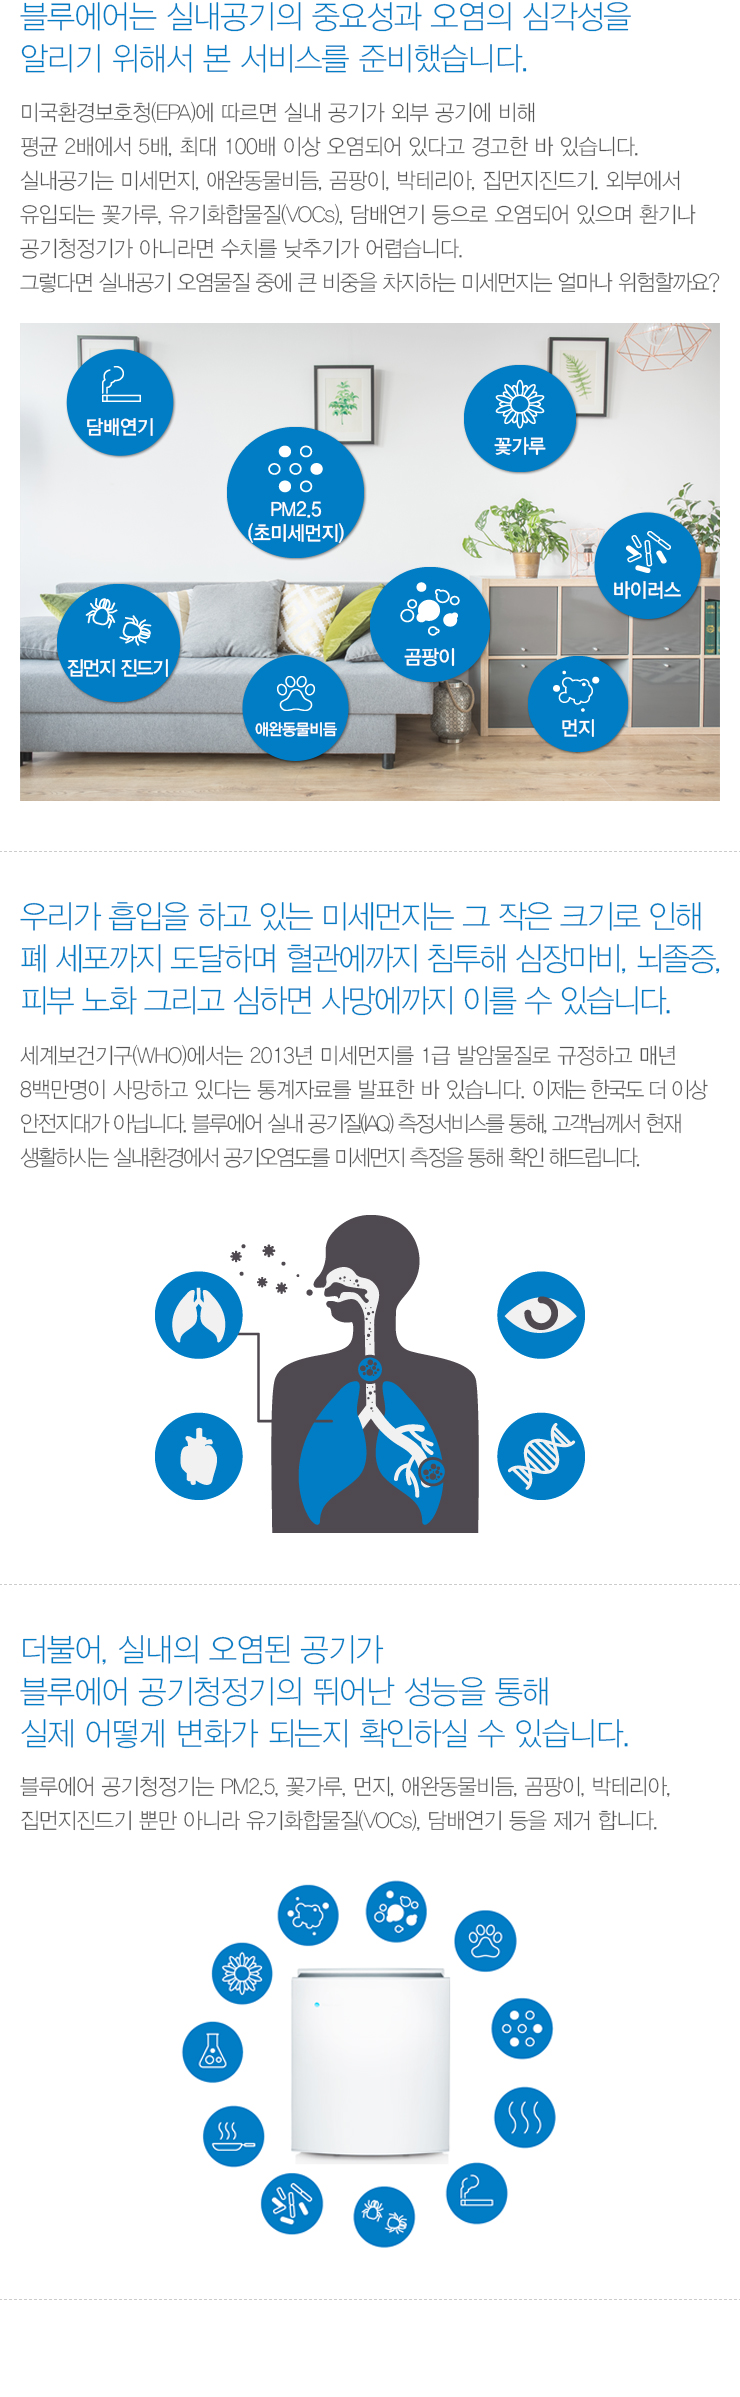 블루에어는 실내공기의 중요성과 오염의 심각성을
알리기 위해서 본 서비스를 준비했습니다.
미국환경보호청(EPA)에 따르면 실내 공기가 외부 공기에 비해
평균 2배에서 5배, 최대 100배 이상 오염되어 있다고 경고한 바 있습니다.
실내공기는 미세먼지, 애완동물비듬, 곰팡이, 박테리아, 집먼지진드기. 외부에서
유입되는 꽃가루, 유기화합물질(VOCs), 담배연기 등으로 오염되어 있으며 환기나
공기청정기가 아니라면 수치를 낮추기가 어렵습니다.
그렇다면 실내공기 오염물질 중에 큰 비중을 차지하는 미세먼지는 얼마나 위험할까요?
담배연기
꽃가루
PM2.5
(초미세먼지)
바이러스
곰팡이
집먼지 진드기
애완동물비듬
먼지
우리가 흡입을 하고 있는 미세먼지는 그 작은 크기로 인해
폐 세포까지 도달하며 혈관에까지 침투해 심장마비, 뇌졸증,
피부 노화 그리고 심하면 사망에까지 이를 수 있습니다.
세계보건기구(WHO)에서는 2013년 미세먼지를 1급 발암물질로 규정하고 매년
8백만명이 사망하고 있다는 통계자료를 발표한 바 있습니다. 이제는 한국도 더 이상
안전지대가 아닙니다. 블루에어 실내 공기질(IAQ) 측정서비스를 통해, 고객님께서 현재
생활하시는 실내환경에서 공기오염도를 미세먼지 측정을 통해 확인 해드립니다.
더불어, 실내의 오염된 공기가
블루에어 공기청정기의 뛰어난 성능을 통해
실제 어떻게 변화가 되는지 확인하실 수 있습니다.
블루에어 공기청정기는 PM2.5, 꽃가루, 먼지, 애완동물비듬, 곰팡이, 박테리아,
집먼지진드기 뿐만 아니라 유기화합물질(VOCs), 담배연기 등을 제거 합니다.